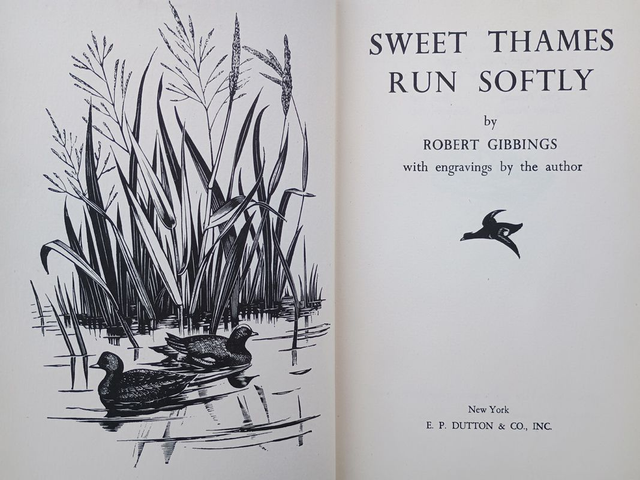 SWEET THAMES
RUN SOFTLY
by
ROBERT GIBBINGS
with engravings by the author
New York
E. P. DUTTON & CO., INC.